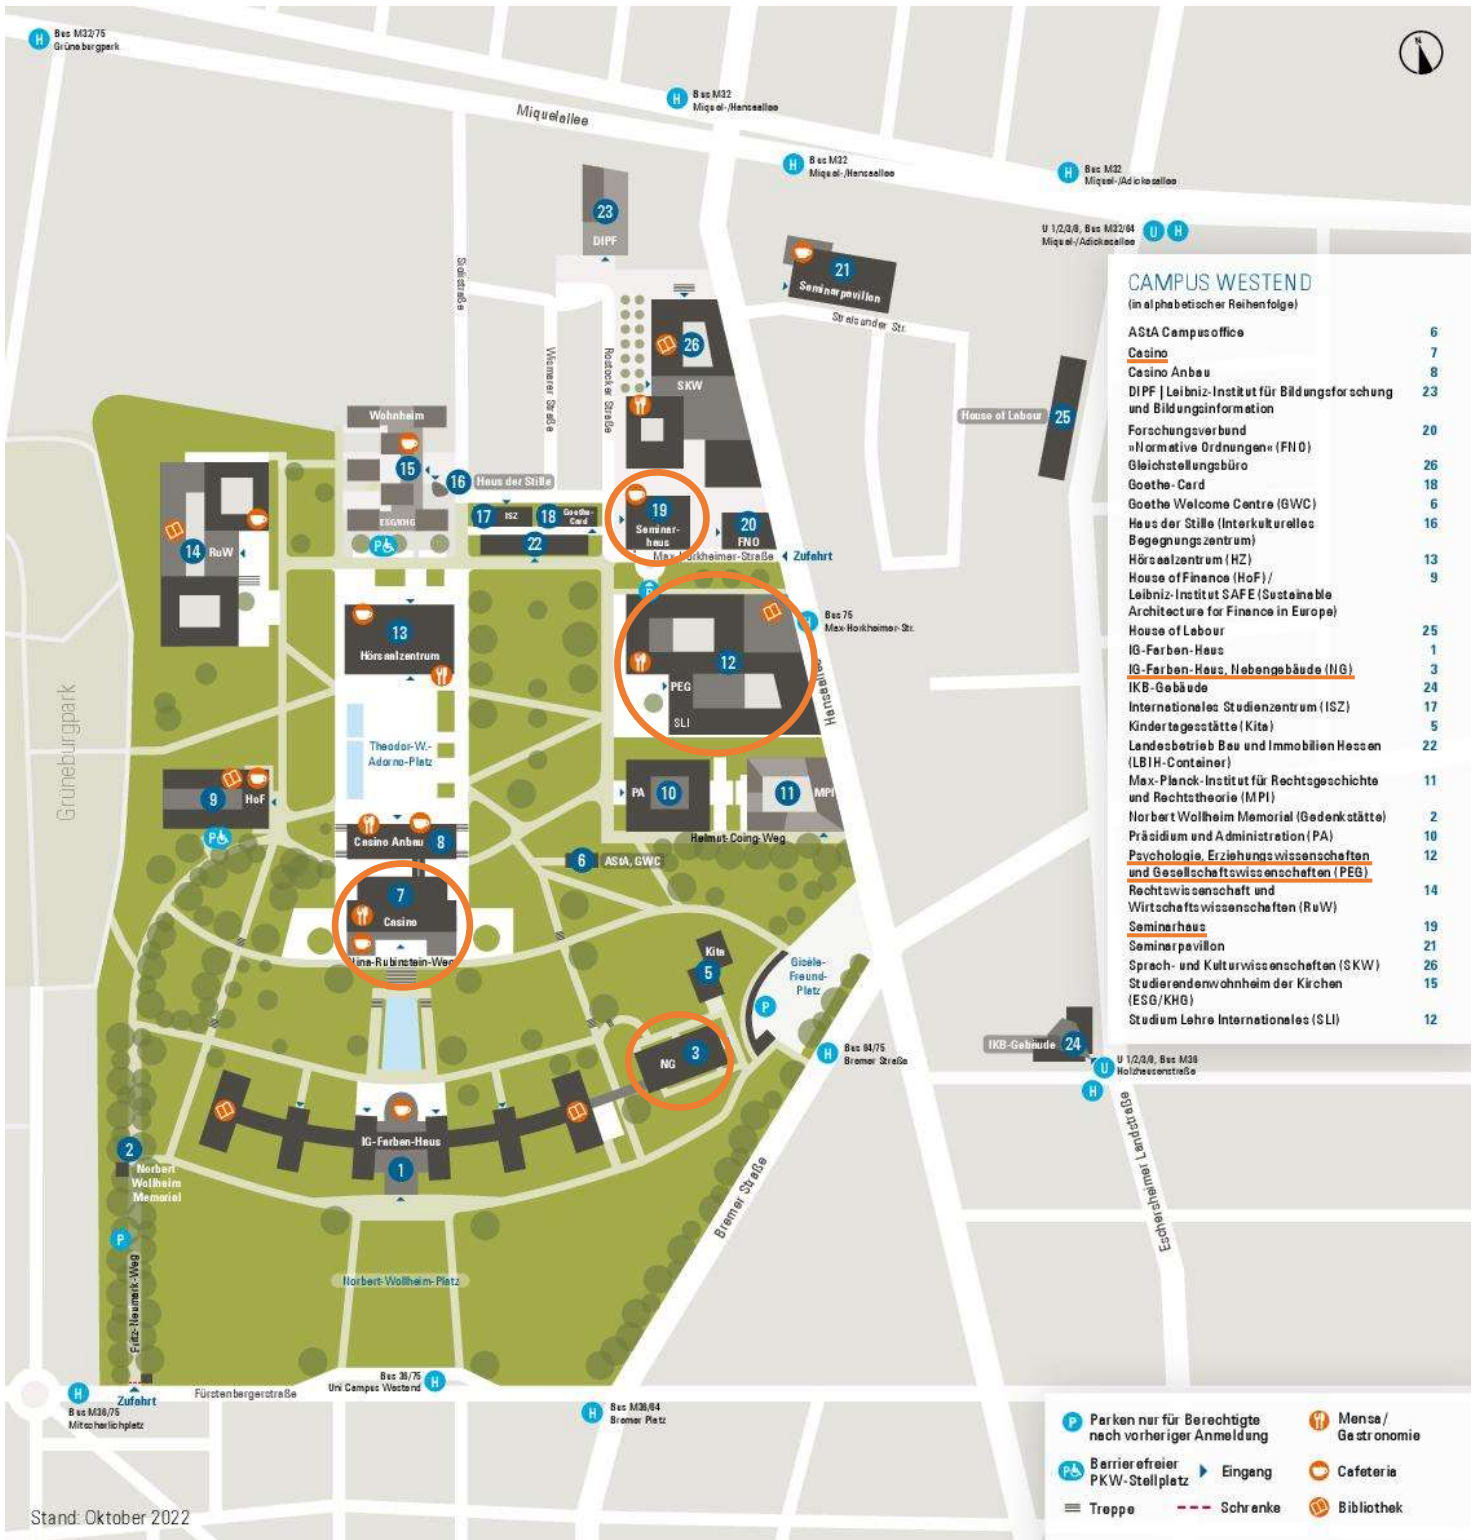 Bus M32/75
Grüneburgpark
Bus M32
Miquel-/Hansaallee
Miquelallee
Bus M32
Miquel-/Hansaallee
Bus M32
Miquel-/Adickesallee
U 1/2/3/8, Bus M32/64
Miquel-/Adickesallee
N
U
H
23
DIPF
Siolistraße
Wismarer Straße
Rostocker Straße
21
Seminarpavillon
Stralsunder Str.
26
SKW
House of Labour
25
Wohnheim
15
16
Haus der Stille
ESG/KHG
17
ISZ
18
Goethe-
Card
22
19
Seminar-
haus
20
FNO
Max-Horkheimer-Straße
Zufahrt
14
RuW
13
Hörsaalzentrum
12
PEG
SLI
Bus 75
Max-Horkheimer-Str.
Hansaallee
Grüneburgpark
Theodor-W.-
Adorno-Platz
9
HoF
PA
10
11
MPI
Helmut-Coing-Weg
Casino Anbau
8
6
AStA, GWC
7
Casino
Nina-Rubinstein-Weg
Kita
5
Gisèle-
Freund-
Platz
P
NG
3
Bus 64/75
Bremer Straße
IG-Farben-Haus
1
2
Norbert
Wollheim
Memorial
P
Fritz-Neumark-Weg
Norbert-Wollheim-Platz
Bremer Straße
IKB-Gebäude
24
U 1/2/3/8, Bus M36
Holzhausenstraße
Eschersheimer Landstraße
Zufahrt
Bus M36/75
Mitscherlichplatz
Fürstenbergerstraße
Bus 36/75
Uni Campus Westend
Bus M36/64
Bremer Platz
CAMPUS WESTEND
(in alphabetischer Reihenfolge)
AStA Campusoffice 6
Casino 7
Casino Anbau 8
DIPF | Leibniz-Institut für Bildungsforschung 23
und Bildungsinformation
Forschungsverbund 20
»Normative Ordnungen« (FNO)
Gleichstellungsbüro 26
Goethe-Card 18
Goethe Welcome Centre (GWC) 6
Haus der Stille (Interkulturelles 16
Begegnungszentrum)
Hörsaalzentrum (HZ) 13
House of Finance (HoF) / 9
Leibniz-Institut SAFE (Sustainable
Architecture for Finance in Europe)
House of Labour 25
IG-Farben-Haus 1
IG-Farben-Haus, Nebengebäude (NG) 3
IKB-Gebäude 24
Internationales Studienzentrum (ISZ) 17
Kindertagesstätte (Kita) 5
Landesbetrieb Bau und Immobilien Hessen 22
(LBIH-Container)
Max-Planck-Institut für Rechtsgeschichte 11
und Rechtstheorie (MPI)
Norbert Wollheim Memorial (Gedenkstätte) 2
Präsidium und Administration (PA) 10
Psychologie, Erziehungswissenschaften 12
und Gesellschaftswissenschaften (PEG)
Rechtswissenschaft und 14
Wirtschaftswissenschaften (RuW)
Seminarhaus 19
Seminarpavillon 21
Sprach- und Kulturwissenschaften (SKW) 26
Studierendenwohnheim der Kirchen 15
(ESG/KHG)
Studium Lehre Internationales (SLI) 12
P Parken nur für Berechtigte
nach vorheriger Anmeldung
Mensa/
Gastronomie
Barrierefreier
PKW-Stellplatz
Eingang
Cafeteria
Treppe
Schranke
Bibliothek
Stand: Oktober 2022